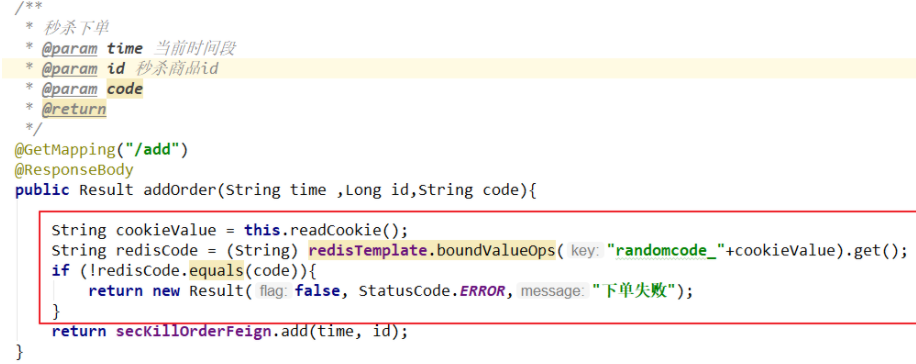 /**
 * 秒杀下单
 * @param time 当前时间段
 * @param id 秒杀商品id
 * @param code
 * @return
 */
@GetMapping("/add")
@ResponseBody
public Result addOrder(String time ,Long id,String code){
String cookieValue = this.readCookie();
String redisCode = (String) redisTemplate.boundValueOps( key: "randomcode_"+cookieValue).get();
if (!redisCode.equals(code)){
return new Result( flag: false, StatusCode.ERROR, message: "下单失败");
}
return secKillOrderFeign.add(time, id);
}